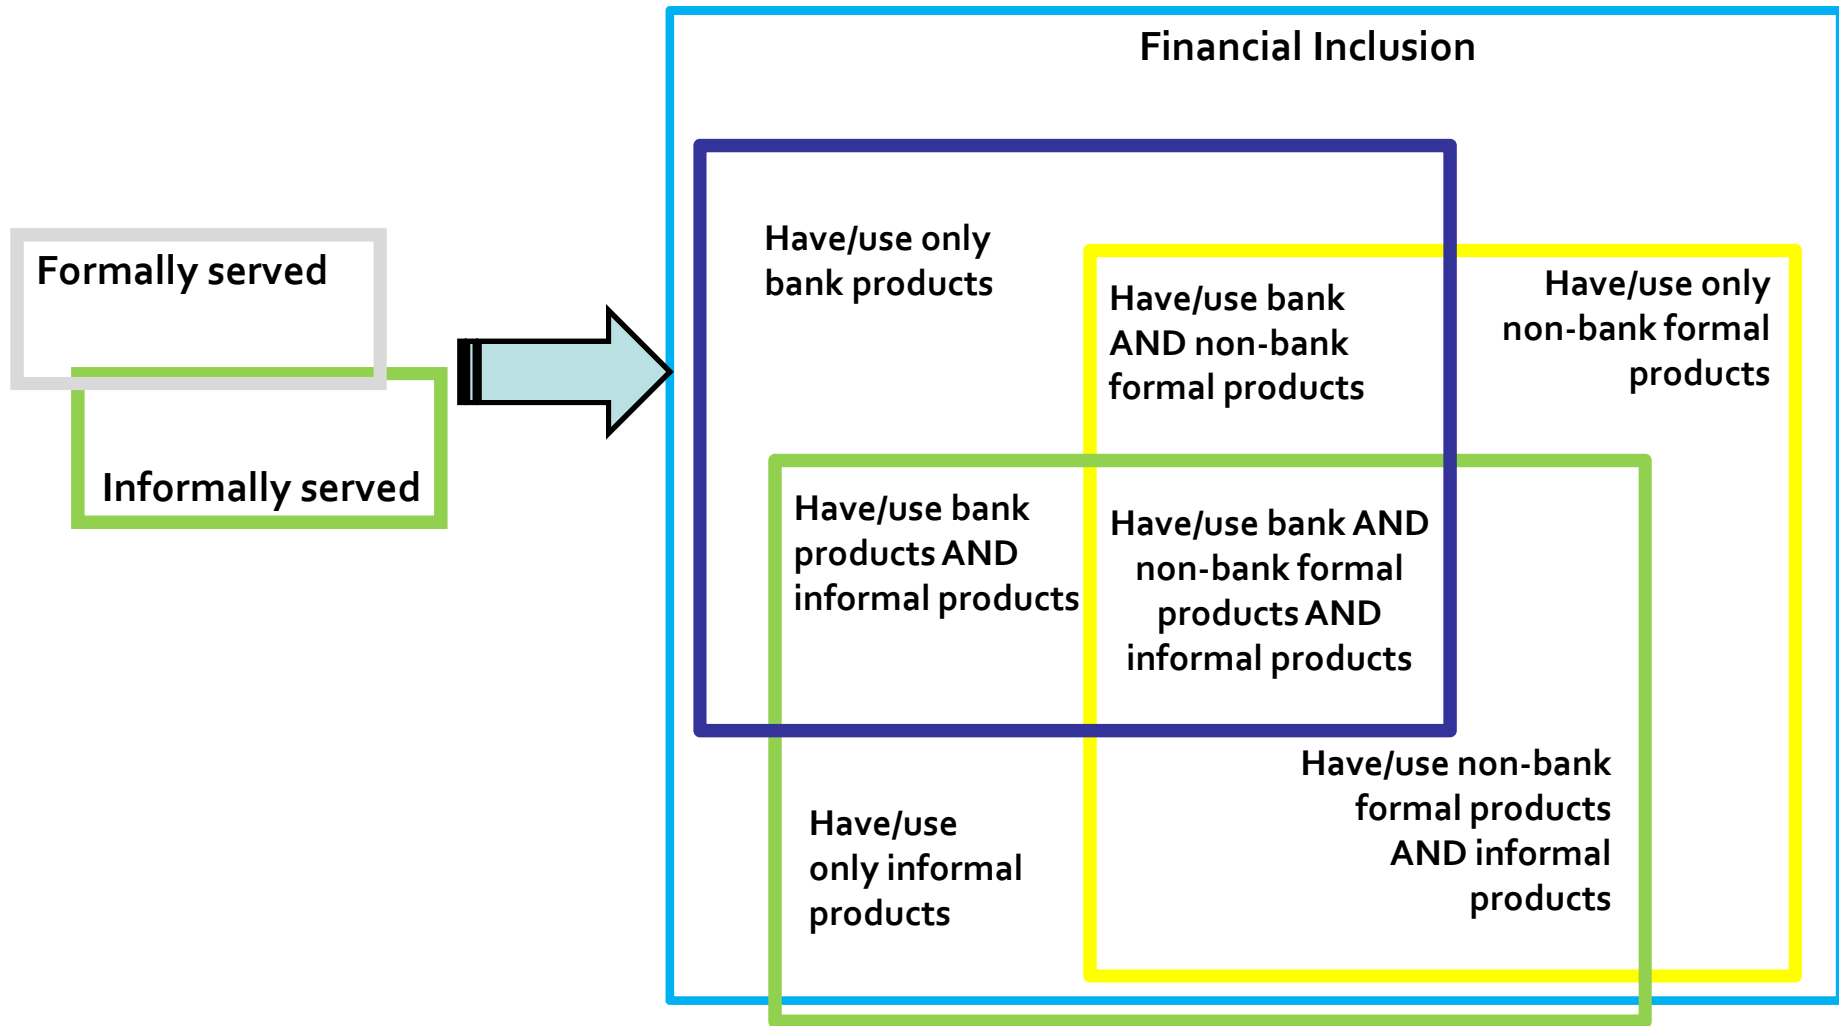 Financial Inclusion
Formally served
Informally served
Have/use only
bank products
Have/use bank
AND non-bank
formal products
Have/use only
non-bank formal
products
Have/use bank
products AND
informal products
Have/use bank AND
non-bank formal
products AND
informal products
Have/use
only informal
products
Have/use non-bank
formal products
AND informal
products